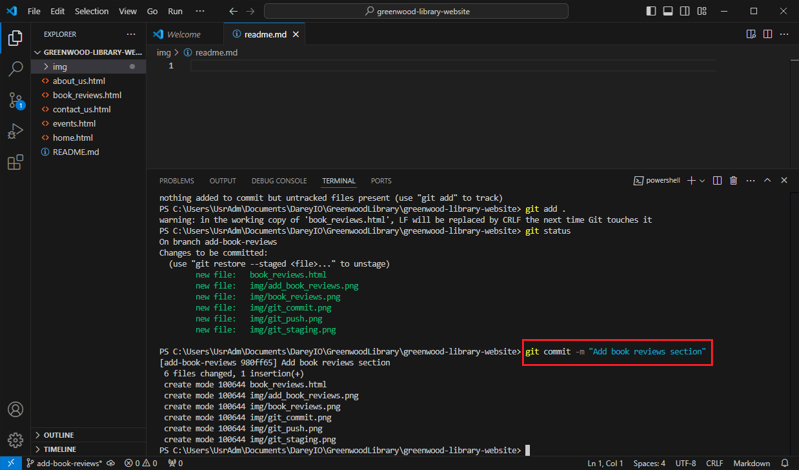 File Edit Selection View Go Run ··· greenwood-library-website
EXPLORER ···
GREENWOOD-LIBRARY-WE...
img
about_us.html
book_reviews.html
contact_us.html
events.html
home.html
README.md
OUTLINE
TIMELINE
1
Welcome readme.md
img > readme.md
1
PROBLEMS OUTPUT DEBUG CONSOLE TERMINAL PORTS powershell
nothing added to commit but untracked files present (use "git add" to track)
PS C:\Users\UsrAdm\Documents\DareyIO\GreenwoodLibrary\greenwood-library-website> git add .
warning: in the working copy of 'book_reviews.html', LF will be replaced by CRLF the next time Git touches it
PS C:\Users\UsrAdm\Documents\DareyIO\GreenwoodLibrary\greenwood-library-website> git status
On branch add-book-reviews
Changes to be committed:
(use "git restore --staged <file>..." to unstage)
new file: book_reviews.html
new file: img/add_book_reviews.png
new file: img/book_reviews.png
new file: img/git_commit.png
new file: img/git_push.png
new file: img/git_staging.png
PS C:\Users\UsrAdm\Documents\DareyIO\GreenwoodLibrary\greenwood-library-website> git commit -m "Add book reviews section"
[add-book-reviews 980ff65] Add book reviews section
6 files changed, 1 insertion(+)
create mode 100644 book_reviews.html
create mode 100644 img/add_book_reviews.png
create mode 100644 img/book_reviews.png
create mode 100644 img/git_commit.png
create mode 100644 img/git_push.png
create mode 100644 img/git_staging.png
PS C:\Users\UsrAdm\Documents\DareyIO\GreenwoodLibrary\greenwood-library-website>
add-book-reviews* 0 0 0 Ln 1, Col 1 Spaces: 4 UTF-8 CRLF Markdown